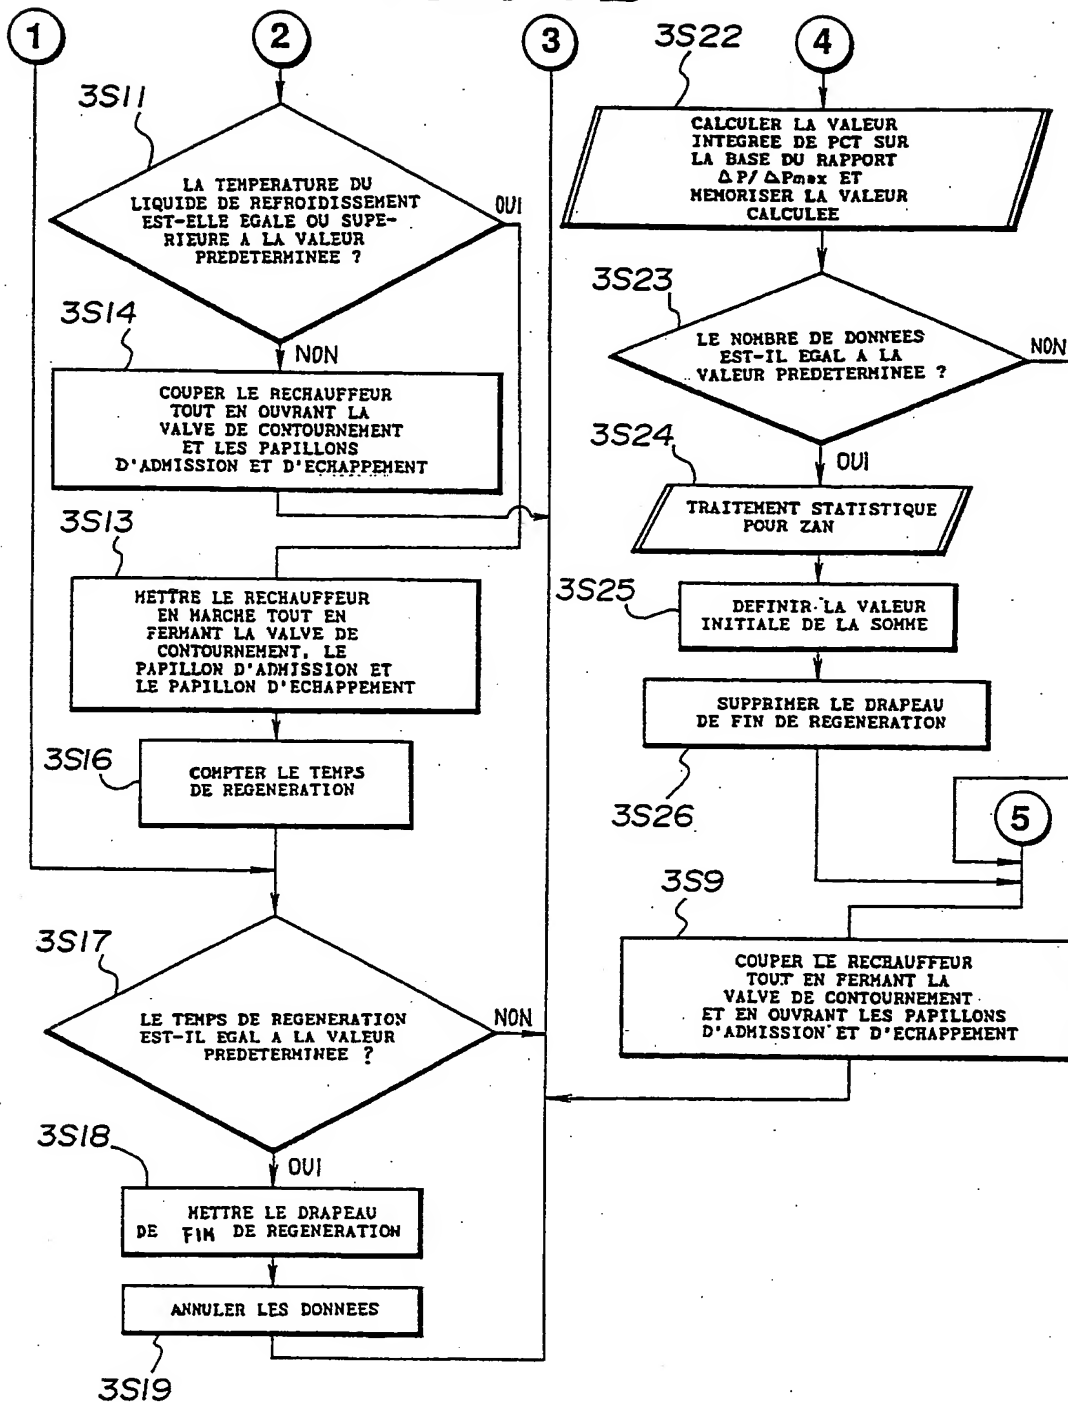 1
2
3
4
3S11
LA TEMPERATURE DU
LIQUIDE DE REFROIDISSEMENT
EST-ELLE EGALE OU SUPE-
RIEURE A LA VALEUR
PREDETERMINEE ?
OUI
NON
3S14
COUPER LE RECHAUFFEUR
TOUT EN OUVRANT LA
VALVE DE CONTOURNEMENT
ET LES PAPILLONS
D'ADMISSION ET D'ECHAPPEMENT
3S13
METTRE LE RECHAUFFEUR
EN MARCHE TOUT EN
FERMANT LA VALVE DE
CONTOURNEMENT, LE
PAPILLON D'ADMISSION ET
LE PAPILLON D'ECHAPPEMENT
3S16
COMPTER LE TEMPS
DE REGENERATION
3S17
LE TEMPS DE REGENERATION
EST-IL EGAL A LA VALEUR
PREDETERMINEE ?
NON
OUI
3S18
METTRE LE DRAPEAU
DE FIN DE REGENERATION
ANNULER LES DONNEES
3S19
3S22
CALCULER LA VALEUR
INTEGREE DE PCT SUR
LA BASE DU RAPPORT
ΔP/ΔPmax ET
MEMORISER LA VALEUR
CALCULEE
3S23
LE NOMBRE DE DONNEES
EST-IL EGAL A LA
VALEUR PREDETERMINEE ?
NON
OUI
3S24
TRAITEMENT STATISTIQUE
POUR ZAN
3S25
DEFINIR LA VALEUR
INITIALE DE LA SOMME
SUPPRIMER LE DRAPEAU
DE FIN DE REGENERATION
3S26
5
3S9
COUPER LE RECHAUFFEUR
TOUT EN FERMANT LA
VALVE DE CONTOURNEMENT
ET EN OUVRANT LES PAPILLONS
D'ADMISSION ET D'ECHAPPEMENT